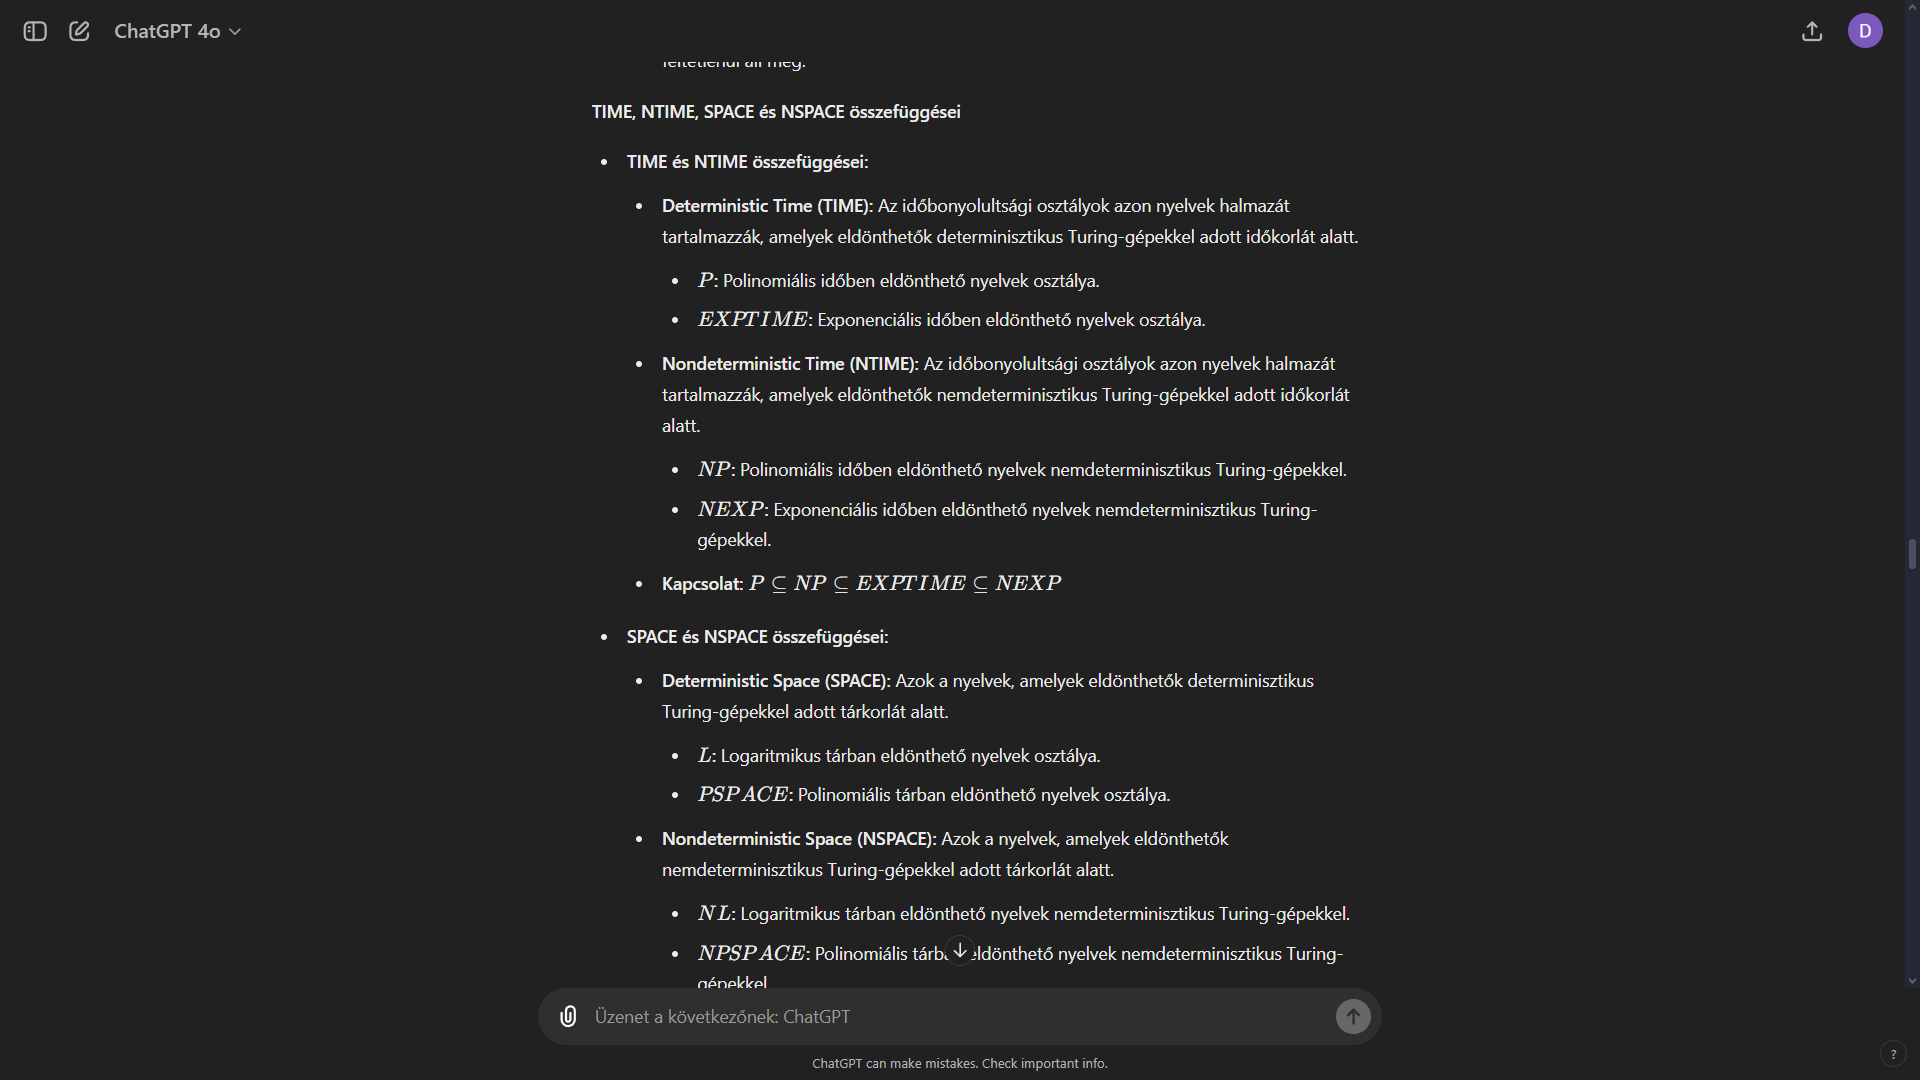 ChatGPT 4o
D
feltétlenül áll meg.
TIME, NTIME, SPACE és NSPACE összefüggései
• TIME és NTIME összefüggései:
• Deterministic Time (TIME): Az időbonyolultsági osztályok azon nyelvek halmazát
tartalmazzák, amelyek eldönthetők determinisztikus Turing-gépekkel adott időkorlát alatt.
• P: Polinomiális időben eldönthető nyelvek osztálya.
• EXPTIME: Exponenciális időben eldönthető nyelvek osztálya.
• Nondeterministic Time (NTIME): Az időbonyolultsági osztályok azon nyelvek halmazát
tartalmazzák, amelyek eldönthetők nemdeterminisztikus Turing-gépekkel adott időkorlát
alatt.
• NP: Polinomiális időben eldönthető nyelvek nemdeterminisztikus Turing-gépekkel.
• NEXP: Exponenciális időben eldönthető nyelvek nemdeterminisztikus Turing-
gépekkel.
• Kapcsolat: P ⊆ NP ⊆ EXPTIME ⊆ NEXP
• SPACE és NSPACE összefüggései:
• Deterministic Space (SPACE): Azok a nyelvek, amelyek eldönthetők determinisztikus
Turing-gépekkel adott tárkorlát alatt.
• L: Logaritmikus tárban eldönthető nyelvek osztálya.
• PSPACE: Polinomiális tárban eldönthető nyelvek osztálya.
• Nondeterministic Space (NSPACE): Azok a nyelvek, amelyek eldönthetők
nemdeterminisztikus Turing-gépekkel adott tárkorlát alatt.
• NL: Logaritmikus tárban eldönthető nyelvek nemdeterminisztikus Turing-gépekkel.
• NPSPACE: Polinomiális tárban eldönthető nyelvek nemdeterminisztikus Turing-
gépekkel
Üzenet a következőnek: ChatGPT
ChatGPT can make mistakes. Check important info.
?